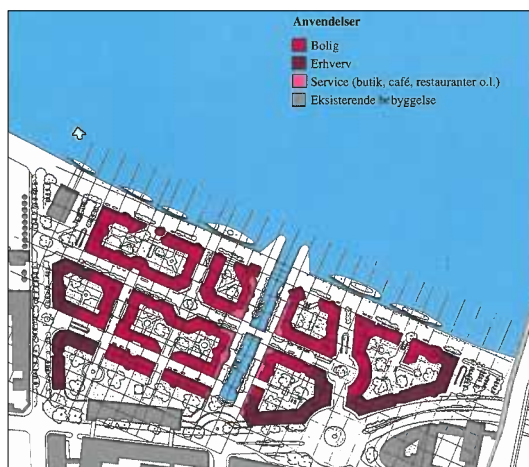 Anvendelser
Bolig
Erhverv
Service (butik, café, restauranter o.l.)
Eksisterende bebyggelse